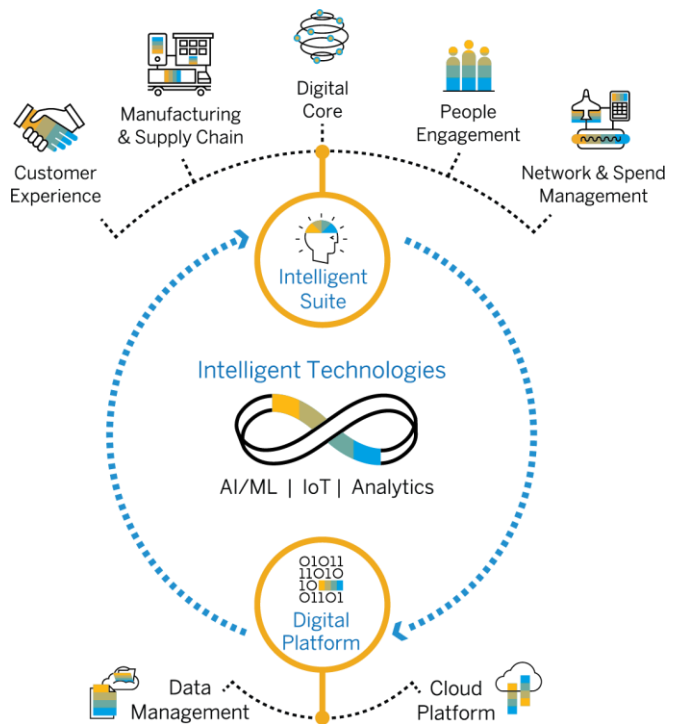 Digital
Core
Manufacturing
& Supply Chain
People
Engagement
Customer
Experience
Network & Spend
Management
Intelligent
Suite
Intelligent Technologies
AI/ML | IoT | Analytics
01011
11010
10
01101
Digital
Platform
Data
Management
Cloud
Platform